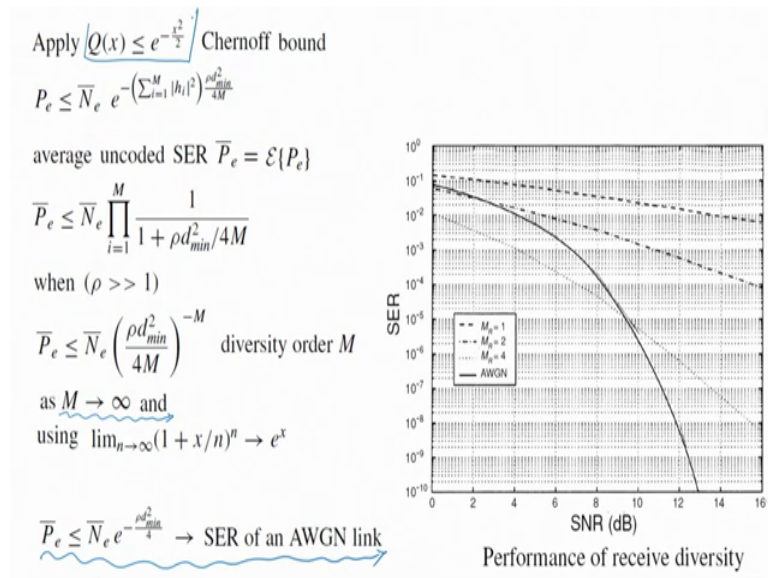 Apply Q(x) ≤ e^{-x²/2} Chernoff bound
P_e ≤ N̄_e e^{-(∑_{i=1}^{M} |h_i|²) ρd²_min/4M}
average uncoded SER P̄_e = ℰ{P_e}
P̄_e ≤ N̄_e ∏_{i=1}^{M} 1/(1 + ρd²_min/4M)
when (ρ >> 1)
P̄_e ≤ N̄_e (ρd²_min/4M)^{-M} diversity order M
as M → ∞ and
using lim_{n→∞}(1 + x/n)^n → e^x
P̄_e ≤ N̄_e e^{-ρd²_min/4} → SER of an AWGN link
10^0
10^-1
10^-2
10^-3
10^-4
10^-5
10^-6
10^-7
10^-8
10^-9
10^-10
SER
M_R= 1
M_R= 2
M_R= 4
AWGN
0 2 4 6 8 10 12 14 16
SNR (dB)
Performance of receive diversity